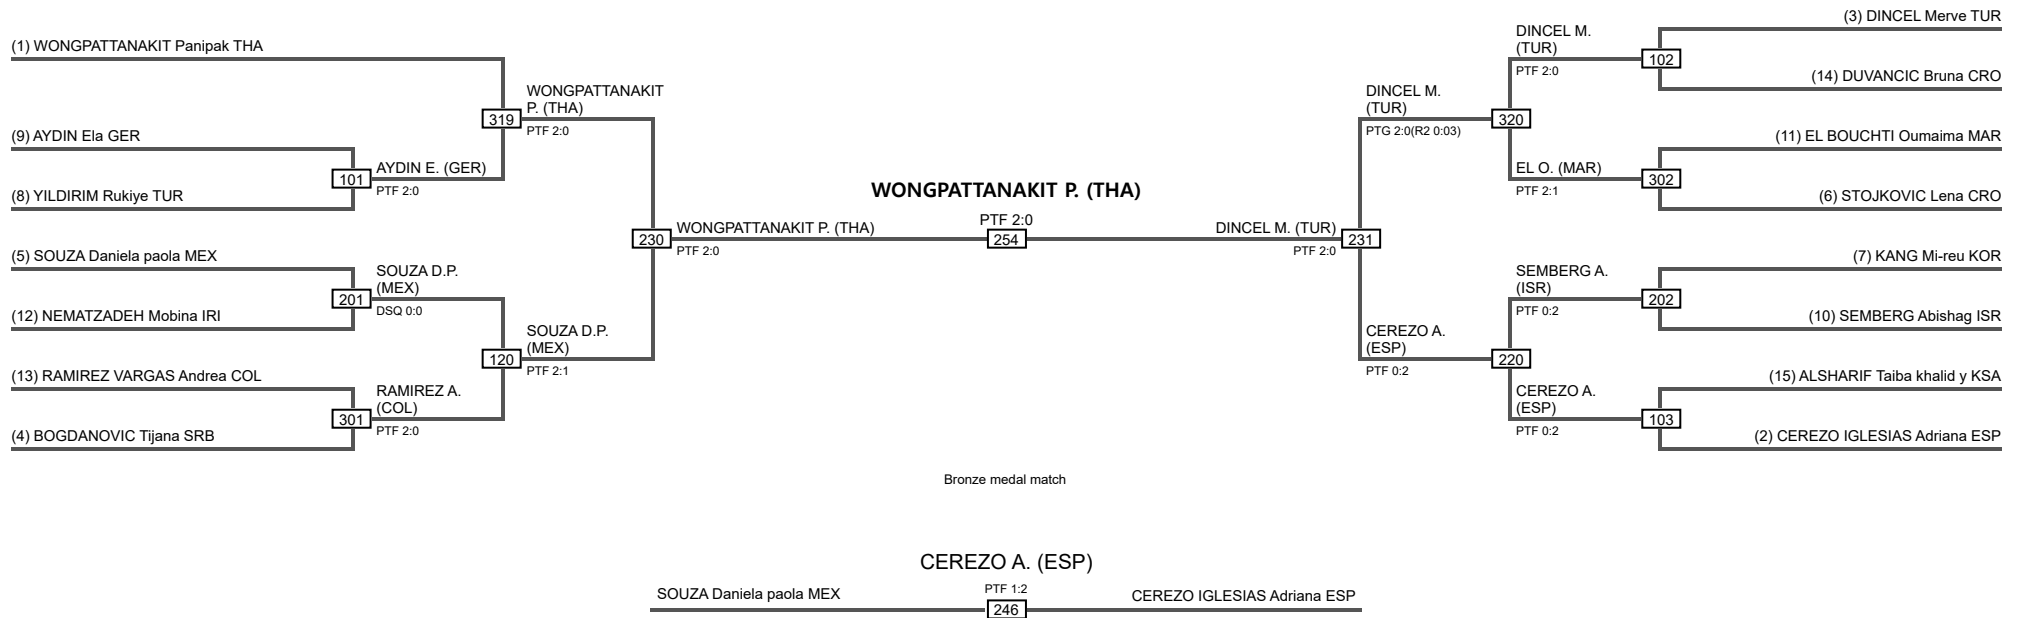 (1) WONGPATTANAKIT Panipak THA
(9) AYDIN Ela GER
(8) YILDIRIM Rukiye TUR
(5) SOUZA Daniela paola MEX
(12) NEMATZADEH Mobina IRI
(13) RAMIREZ VARGAS Andrea COL
(4) BOGDANOVIC Tijana SRB
101
AYDIN E. (GER)
PTF 2:0
201
SOUZA D.P.
(MEX)
DSQ 0:0
301
RAMIREZ A.
(COL)
PTF 2:0
319
WONGPATTANAKIT
P. (THA)
PTF 2:0
120
SOUZA D.P.
(MEX)
PTF 2:1
230
WONGPATTANAKIT P. (THA)
PTF 2:0
WONGPATTANAKIT P. (THA)
PTF 2:0
254
DINCEL M. (TUR)
PTF 2:0
231
DINCEL M.
(TUR)
PTG 2:0(R2 0:03)
320
CEREZO A.
(ESP)
PTF 0:2
220
DINCEL M.
(TUR)
PTF 2:0
102
EL O. (MAR)
PTF 2:1
302
SEMBERG A.
(ISR)
PTF 0:2
202
CEREZO A.
(ESP)
PTF 0:2
103
(3) DINCEL Merve TUR
(14) DUVANCIC Bruna CRO
(11) EL BOUCHTI Oumaima MAR
(6) STOJKOVIC Lena CRO
(7) KANG Mi-reu KOR
(10) SEMBERG Abishag ISR
(15) ALSHARIF Taiba khalid y KSA
(2) CEREZO IGLESIAS Adriana ESP
Bronze medal match
CEREZO A. (ESP)
SOUZA Daniela paola MEX
PTF 1:2
246
CEREZO IGLESIAS Adriana ESP